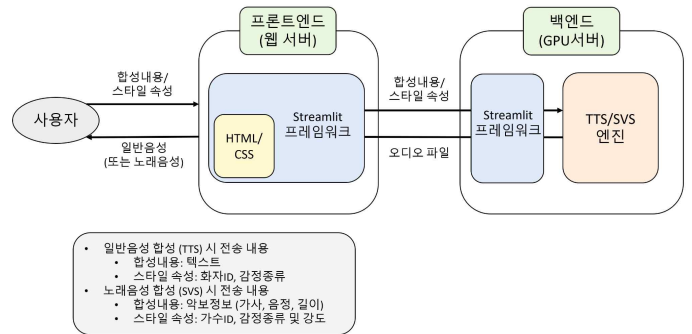 프론트엔드
(웹 서버)
백엔드
(GPU서버)
합성내용/
스타일 속성
사용자
일반음성
(또는 노래음성)
Streamlit
프레임워크
HTML/
CSS
합성내용/
스타일 속성
오디오 파일
Streamlit
프레임워크
TTS/SVS
엔진
• 일반음성 합성 (TTS) 시 전송 내용
• 합성내용: 텍스트
• 스타일 속성: 화자ID, 감정종류
• 노래음성 합성 (SVS) 시 전송 내용
• 합성내용: 악보정보 (가사, 음정, 길이)
• 스타일 속성: 가수ID, 감정종류 및 강도